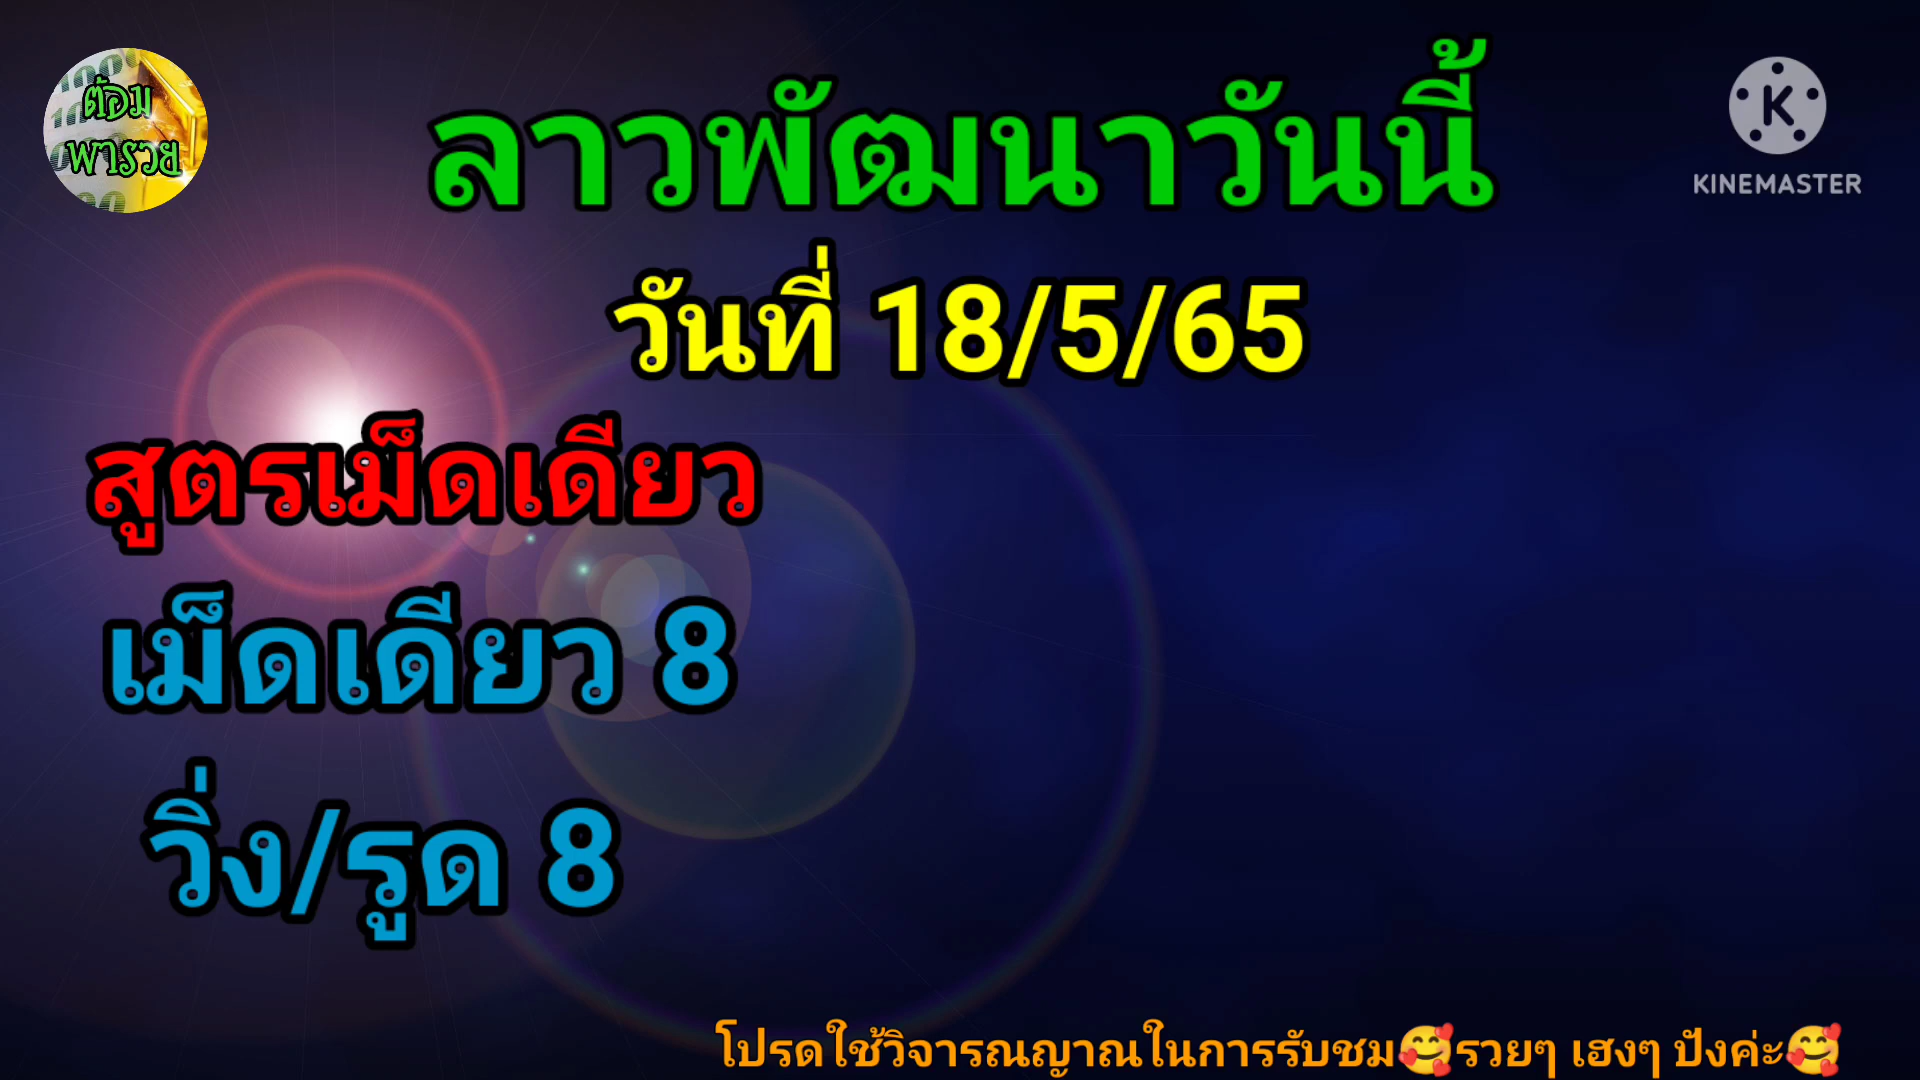 ต้อม
พารวย
ลาวพัฒนาวันนี้
KINEMASTER
วันที่ 18/5/65
สูตรเม็ดเดียว
เม็ดเดียว 8
วิ่ง/รูด 8
โปรดใช้วิจารณญาณในการรับชม🥰รวยๆ เฮงๆ ปังค่ะ🥰